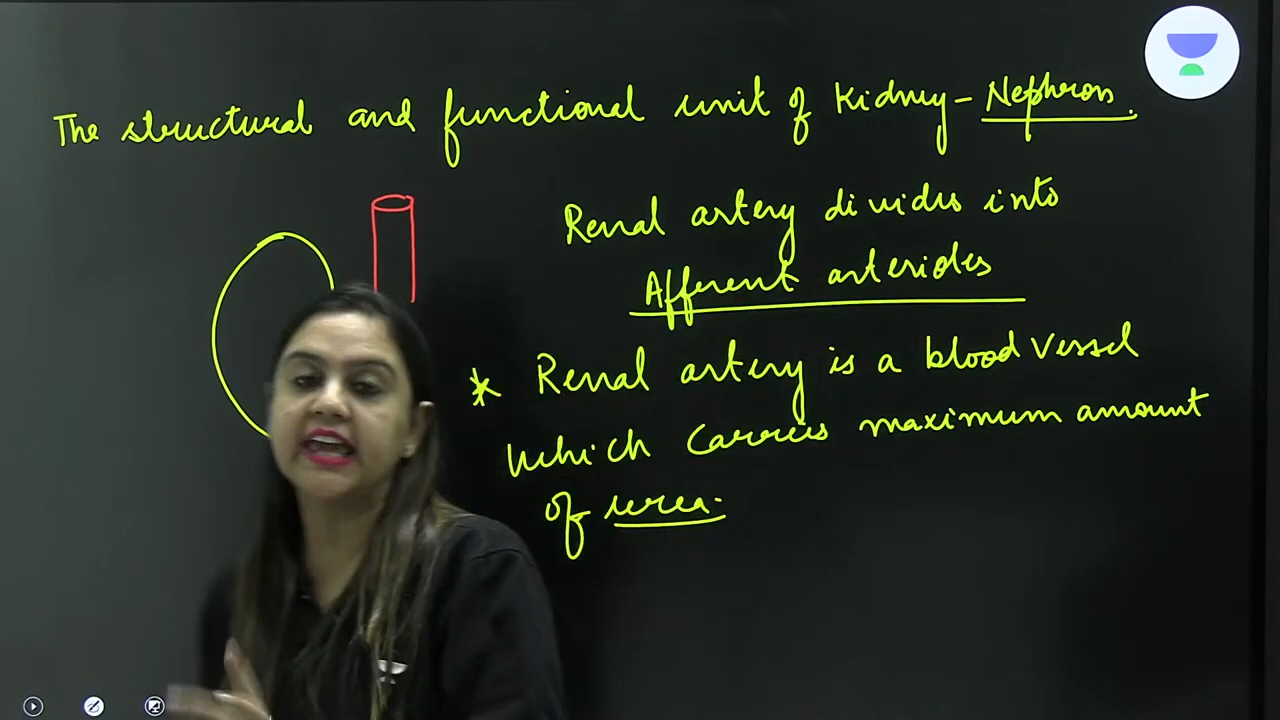 The structural and functional unit of Kidney - Nephron.
Renal artery divides into
Afferent arterioles
* Renal artery is a blood vessel
which carries maximum amount
of urea.